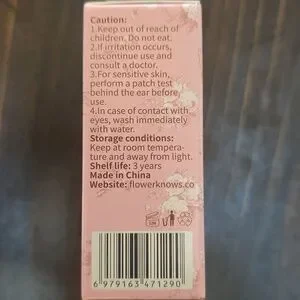 Caution:
1.Keep out of reach of
children. Do not eat.
2.If irritation occurs,
discontinue use and
consult a doctor.
3.For sensitive skin,
perform a patch test
behind the ear before
use.
4.In case of contact with
eyes, wash immediately
with water.
Storage conditions:
Keep at room tempera-
ture and away from light.
Shelf life: 3 years
Made in China
Website: flowerknows.co
6 979163 471290